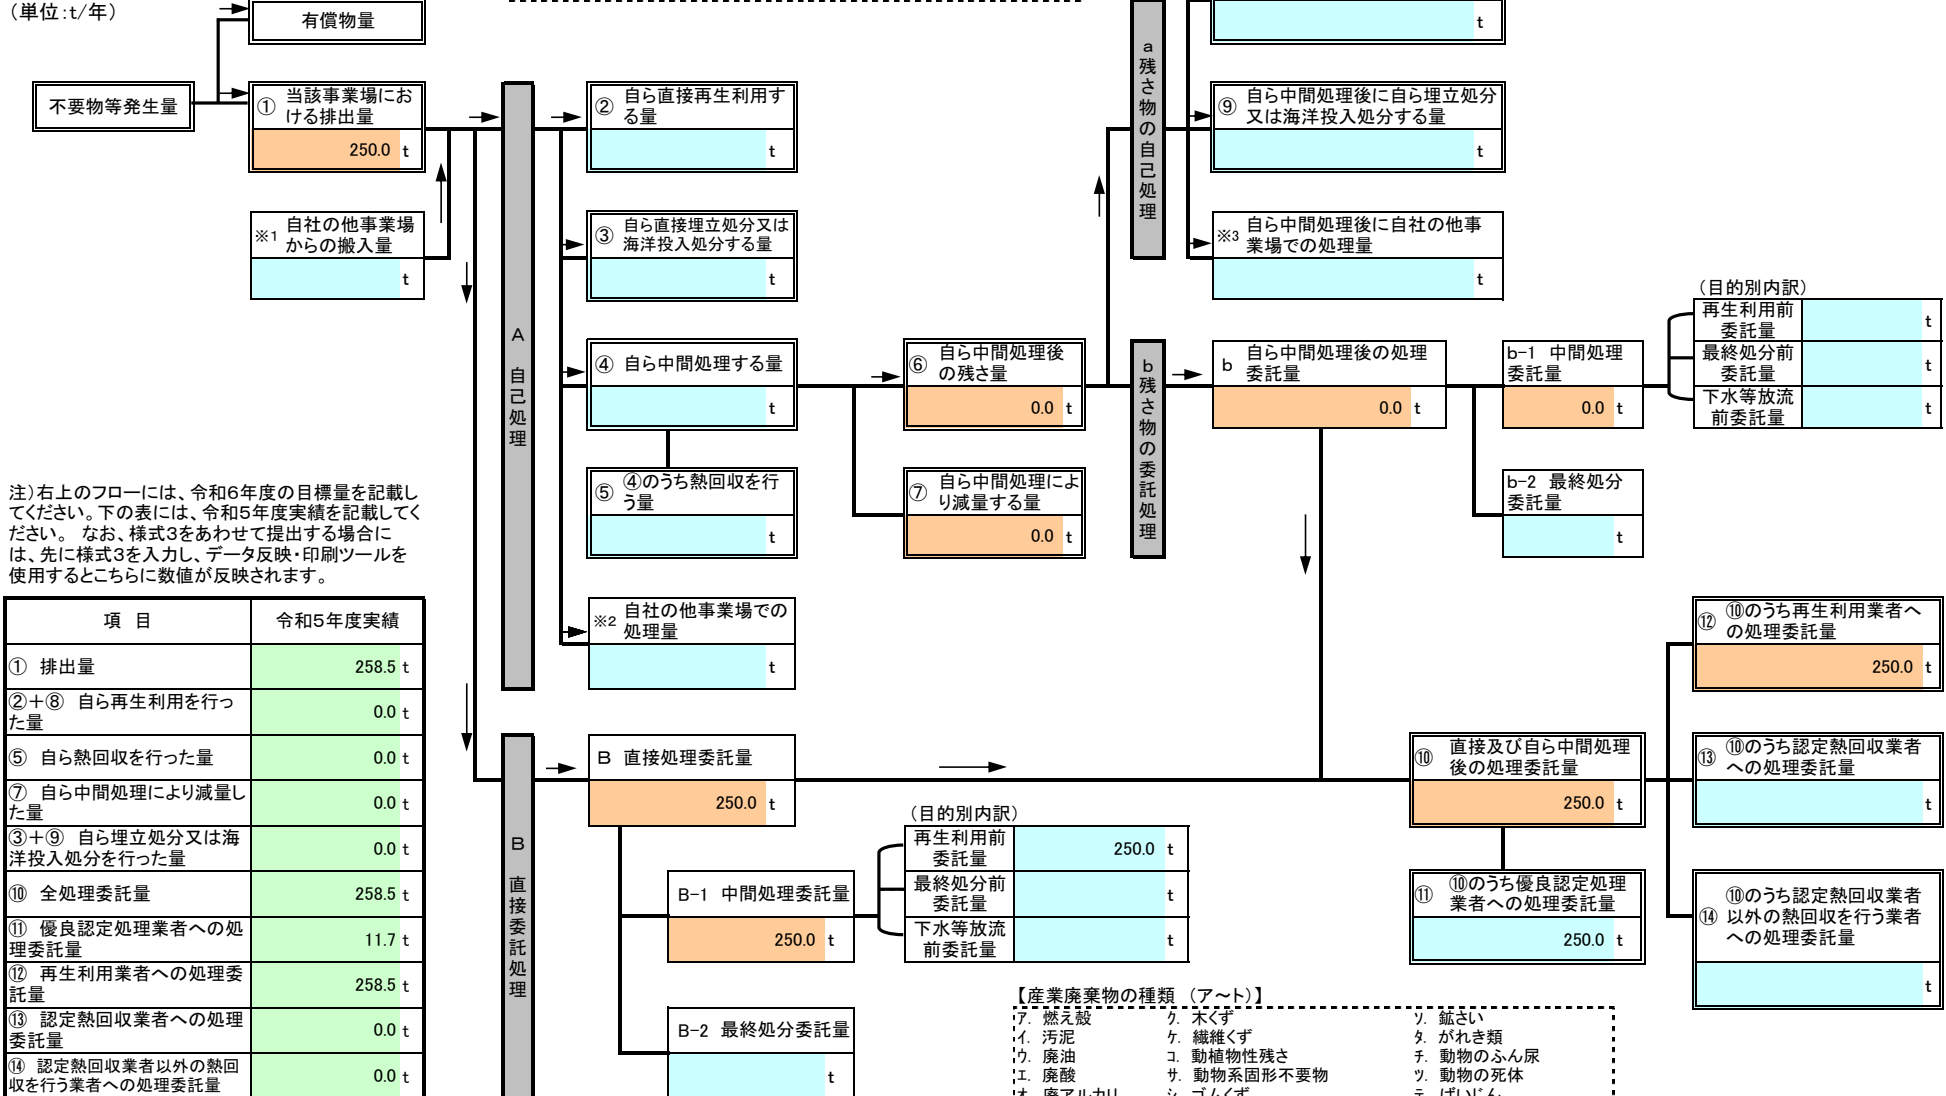 （単位：t/年）
有償物量
t
不要物等発生量
① 当該事業場にお
ける排出量
250.0 t
※1 自社の他事業場
からの搬入量
t
A 自己処理
② 自ら直接再生利用す
る量
t
③ 自ら直接埋立処分又は
海洋投入処分する量
t
④ 自ら中間処理する量
t
⑤ ④のうち熱回収を行
う量
t
※2 自社の他事業場での
処理量
t
⑥ 自ら中間処理後
の残さ量
0.0 t
⑦ 自ら中間処理によ
り減量する量
0.0 t
a残さ物の自己処理
⑨ 自ら中間処理後に自ら埋立処分
又は海洋投入処分する量
t
※3 自ら中間処理後に自社の他事
業場での処理量
t
b残さ物の委託処理
b 自ら中間処理後の処理
委託量
0.0 t
b-1 中間処理
委託量
0.0 t
b-2 最終処分
委託量
t
（目的別内訳）
再生利用前
委託量
t
最終処分前
委託量
t
下水等放流
前委託量
t
注）右上のフローには、令和6年度の目標量を記載し
てください。下の表には、令和5年度実績を記載してく
ださい。 なお、様式3をあわせて提出する場合に
は、先に様式3を入力し、データ反映・印刷ツールを
使用するとこちらに数値が反映されます。
項 目 令和5年度実績
① 排出量 258.5 t
②＋⑧ 自ら再生利用を行っ
た量 0.0 t
⑤ 自ら熱回収を行った量 0.0 t
⑦ 自ら中間処理により減量し
た量 0.0 t
③＋⑨ 自ら埋立処分又は海
洋投入処分を行った量 0.0 t
⑩ 全処理委託量 258.5 t
⑪ 優良認定処理業者への処
理委託量 11.7 t
⑫ 再生利用業者への処理委
託量 258.5 t
⑬ 認定熱回収業者への処理
委託量 0.0 t
⑭ 認定熱回収業者以外の熱回
収を行う業者への処理委託量 0.0 t
B 直接委託処理
B 直接処理委託量
250.0 t
B-1 中間処理委託量
250.0 t
B-2 最終処分委託量
t
（目的別内訳）
再生利用前
委託量
250.0 t
最終処分前
委託量
t
下水等放流
前委託量
t
⑩ 直接及び自ら中間処理
後の処理委託量
250.0 t
⑪ ⑩のうち優良認定処理
業者への処理委託量
250.0 t
⑫ ⑩のうち再生利用業者へ
の処理委託量
250.0 t
⑬ ⑩のうち認定熱回収業者
への処理委託量
t
⑭ ⑩のうち認定熱回収業者
以外の熱回収を行う業者
への処理委託量
t
【産業廃棄物の種類 （ア～ト）】
ア. 燃え殻 ク. 木くず ソ. 鉱さい
イ. 汚泥 ケ. 繊維くず タ. がれき類
ウ. 廃油 コ. 動植物性残さ チ. 動物のふん尿
エ. 廃酸 サ. 動物系固形不要物 ツ. 動物の死体
オ. 廃アルカリ シ. ゴムくず テ. ばいじん